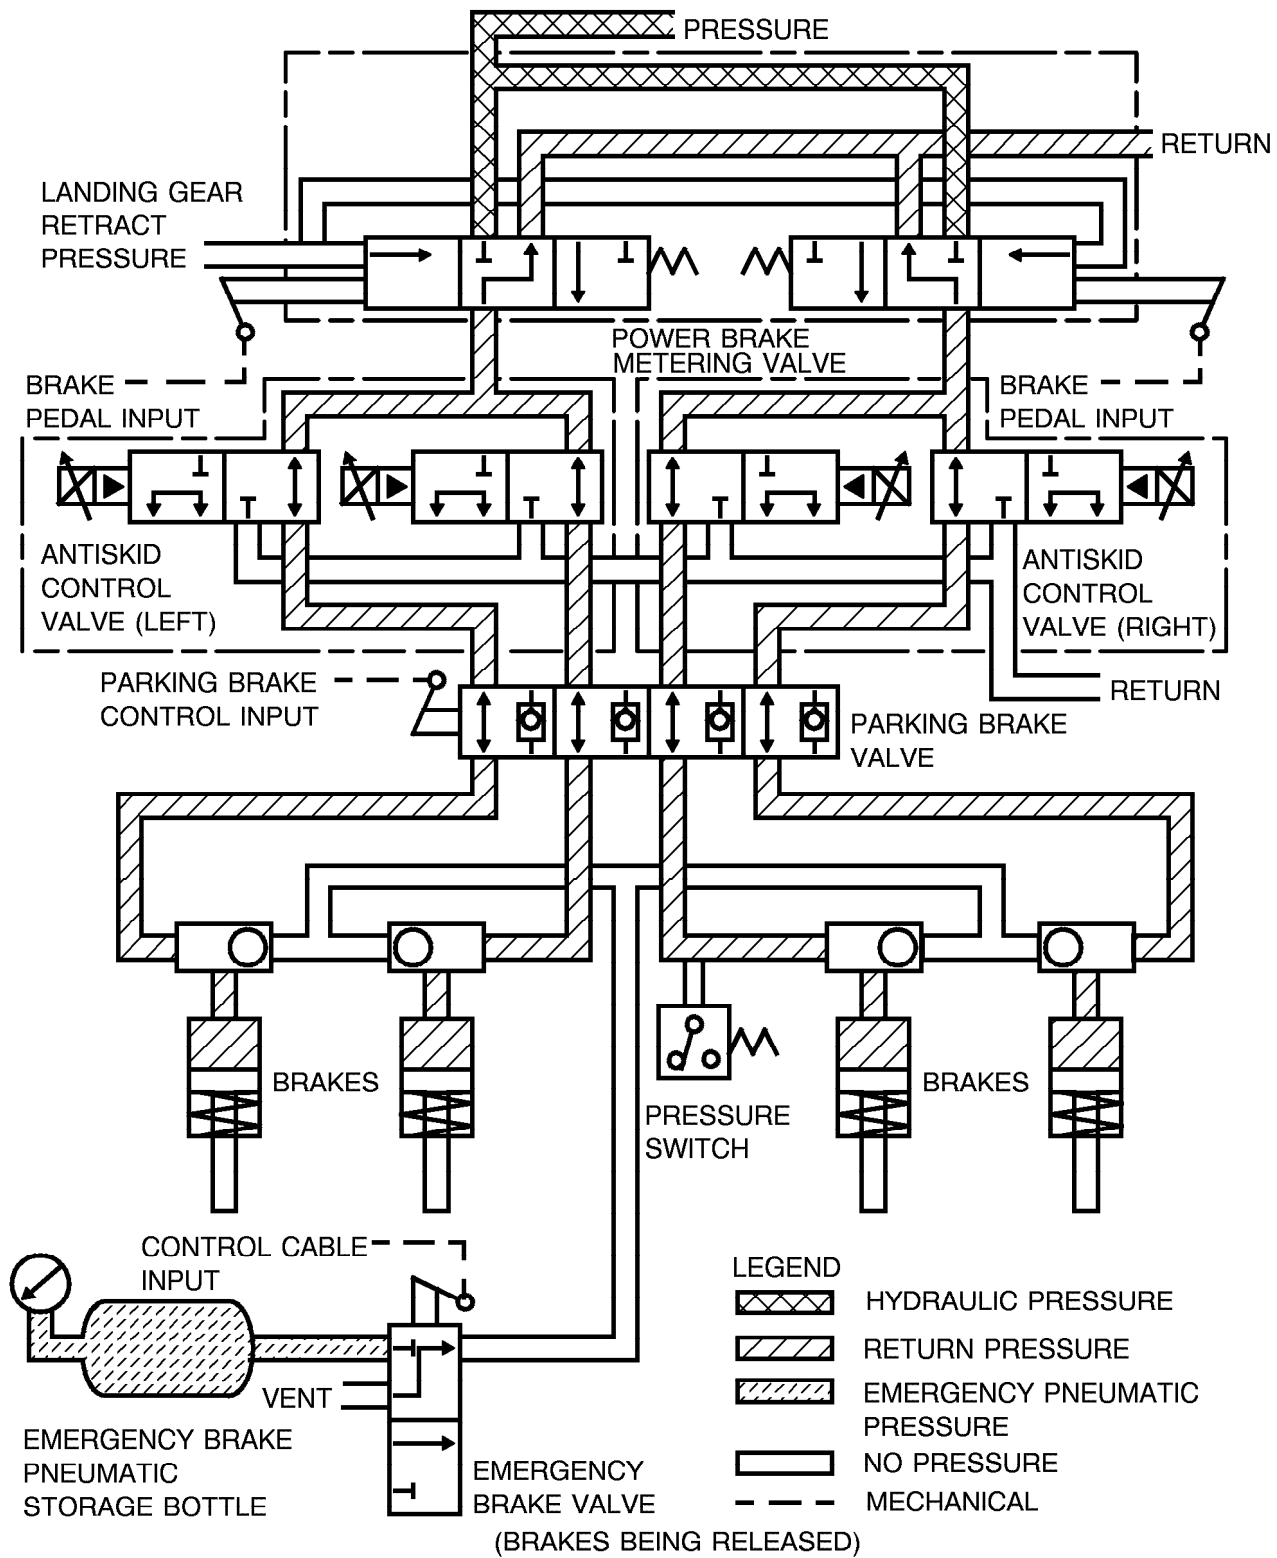 PRESSURE
RETURN
LANDING GEAR
RETRACT
PRESSURE
POWER BRAKE
METERING VALVE
BRAKE
PEDAL INPUT
BRAKE
PEDAL INPUT
ANTISKID
CONTROL
VALVE (LEFT)
ANTISKID
CONTROL
VALVE (RIGHT)
PARKING BRAKE
CONTROL INPUT
RETURN
PARKING BRAKE
VALVE
BRAKES
BRAKES
PRESSURE
SWITCH
CONTROL CABLE
INPUT
VENT
EMERGENCY BRAKE
PNEUMATIC
STORAGE BOTTLE
EMERGENCY
BRAKE VALVE
LEGEND
HYDRAULIC PRESSURE
RETURN PRESSURE
EMERGENCY PNEUMATIC
PRESSURE
NO PRESSURE
MECHANICAL
(BRAKES BEING RELEASED)